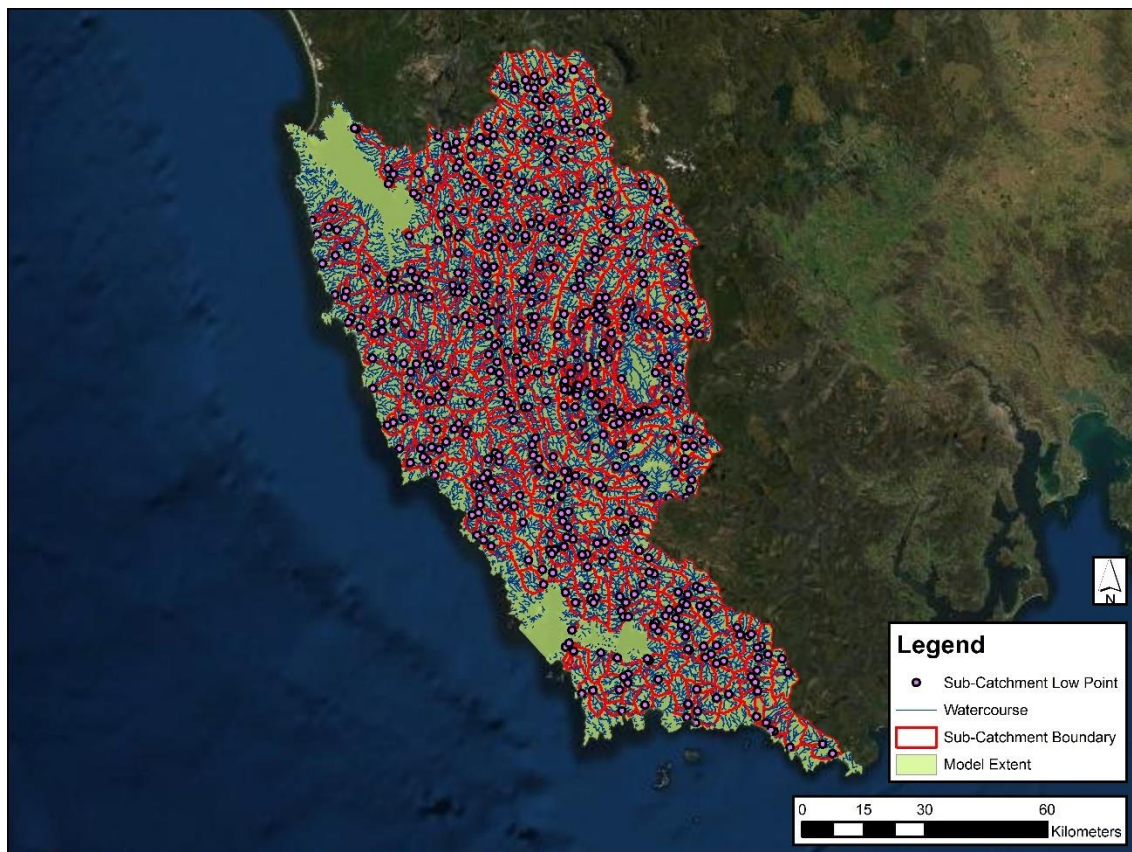 N
Legend
Sub-Catchment Low Point
Watercourse
Sub-Catchment Boundary
Model Extent
0 15 30 60
Kilometers